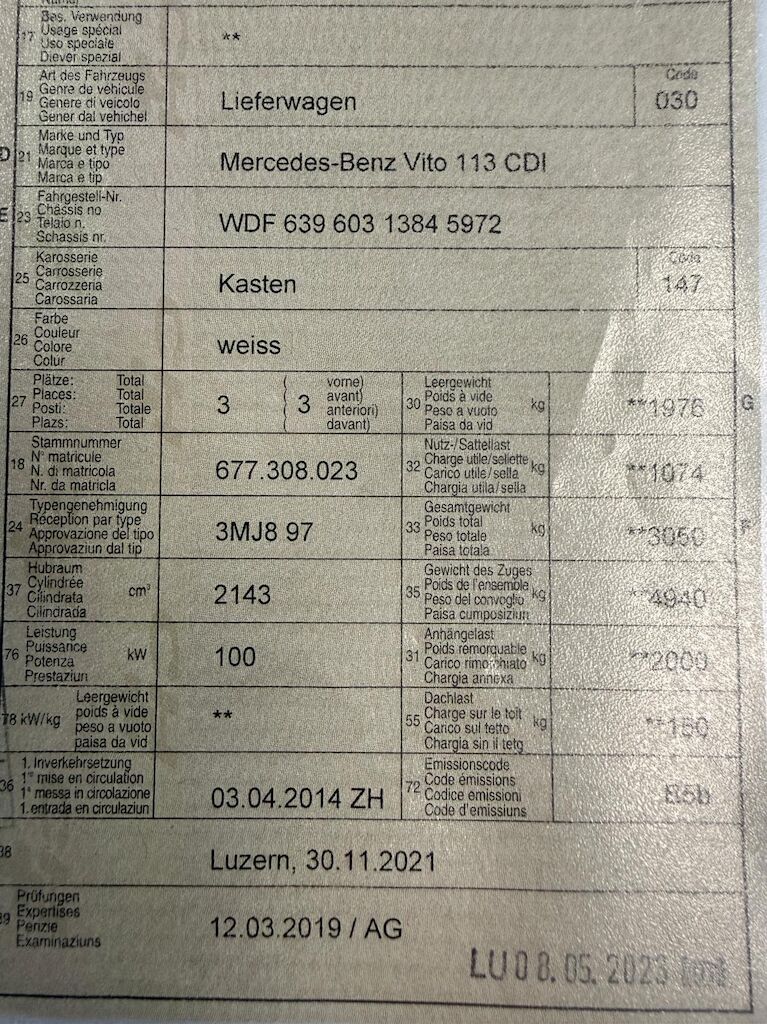 17 Bes. Verwendung
Usage spécial
Uso speciale
Diever spezial
**
19 Art des Fahrzeugs
Genre de véhicule
Genere di veicolo
Gener dal vehichel
Lieferwagen
Code
030
D 21 Marke und Typ
Marque et type
Marca e tipo
Marca e tip
Mercedes-Benz Vito 113 CDI
E 23 Fahrgestell-Nr.
Châssis no
Telaio n.
Schassis nr.
WDF 639 603 1384 5972
25 Karosserie
Carrosserie
Carrozzeria
Carossaria
Kasten
Code
147
26 Farbe
Couleur
Colore
Colur
weiss
27 Plätze: Total
Places: Total
Posti: Totale
Plazs: Total
3
( 3 vorne)
( avant)
( anteriori)
( davant)
30 Leergewicht
Poids à vide
Peso a vuoto
Paisa da vid
kg
**1976
G
18 Stammnummer
N° matricule
N. di matricola
Nr. da matricla
677.308.023
32 Nutz-/Sattellast
Charge utile/sellette
Carico utile/sella
Chargia utila/sella
kg
**1074
24 Typengenehmigung
Réception par type
Approvazione del tipo
Approvaziun dal tip
3MJ8 97
33 Gesamtgewicht
Poids total
Peso totale
Paisa totala
kg
**3050
F
37 Hubraum
Cylindrée
Cilindrata
Cilindrada
cm³
2143
35 Gewicht des Zuges
Poids de l'ensemble
Peso del convoglio
Paisa cumposiziun
kg
**4940
76 Leistung
Puissance
Potenza
Prestaziun
kW
100
31 Anhängelast
Poids remorquable
Carico rimorchiato
Chargia annexa
kg
**2000
78 kW/kg
Leergewicht
poids à vide
peso a vuoto
paisa da vid
**
55 Dachlast
Charge sur le toit
Carico sul tetto
Chargia sin il tetg
kg
**150
36 1. Inverkehrsetzung
1re mise en circulation
1a messa in circolazione
1. entrada en circulaziun
03.04.2014 ZH
72 Emissionscode
Code émissions
Codice emissioni
Code d'emissiuns
B5b
38
Luzern, 30.11.2021
39 Prüfungen
Expertises
Perizie
Examinaziuns
12.03.2019 / AG
LU 0 8. 05. 2023